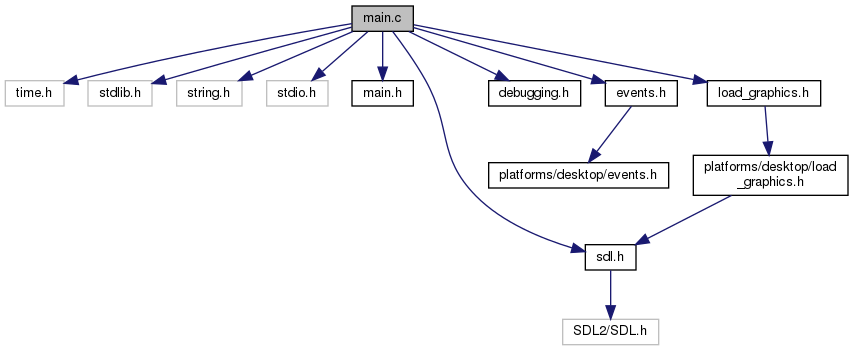 main.c
time.h
stdlib.h
string.h
stdio.h
main.h
debugging.h
events.h
load_graphics.h
platforms/desktop/events.h
platforms/desktop/load
_graphics.h
sdl.h
SDL2/SDL.h